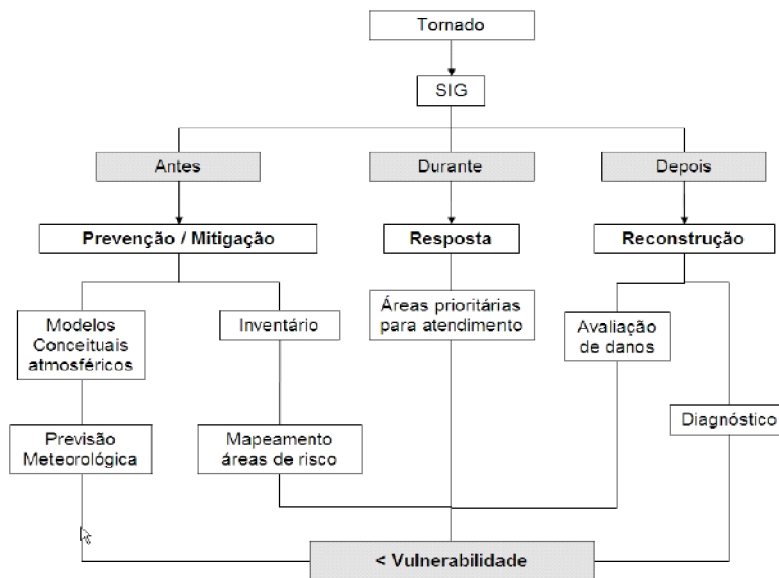 Tornado
SIG
Antes
Durante
Depois
Prevenção / Mitigação
Resposta
Reconstrução
Modelos
Conceituais
atmosféricos
Inventário
Áreas prioritárias
para atendimento
Avaliação
de danos
Previsão
Meteorológica
Mapeamento
áreas de risco
Diagnóstico
< Vulnerabilidade